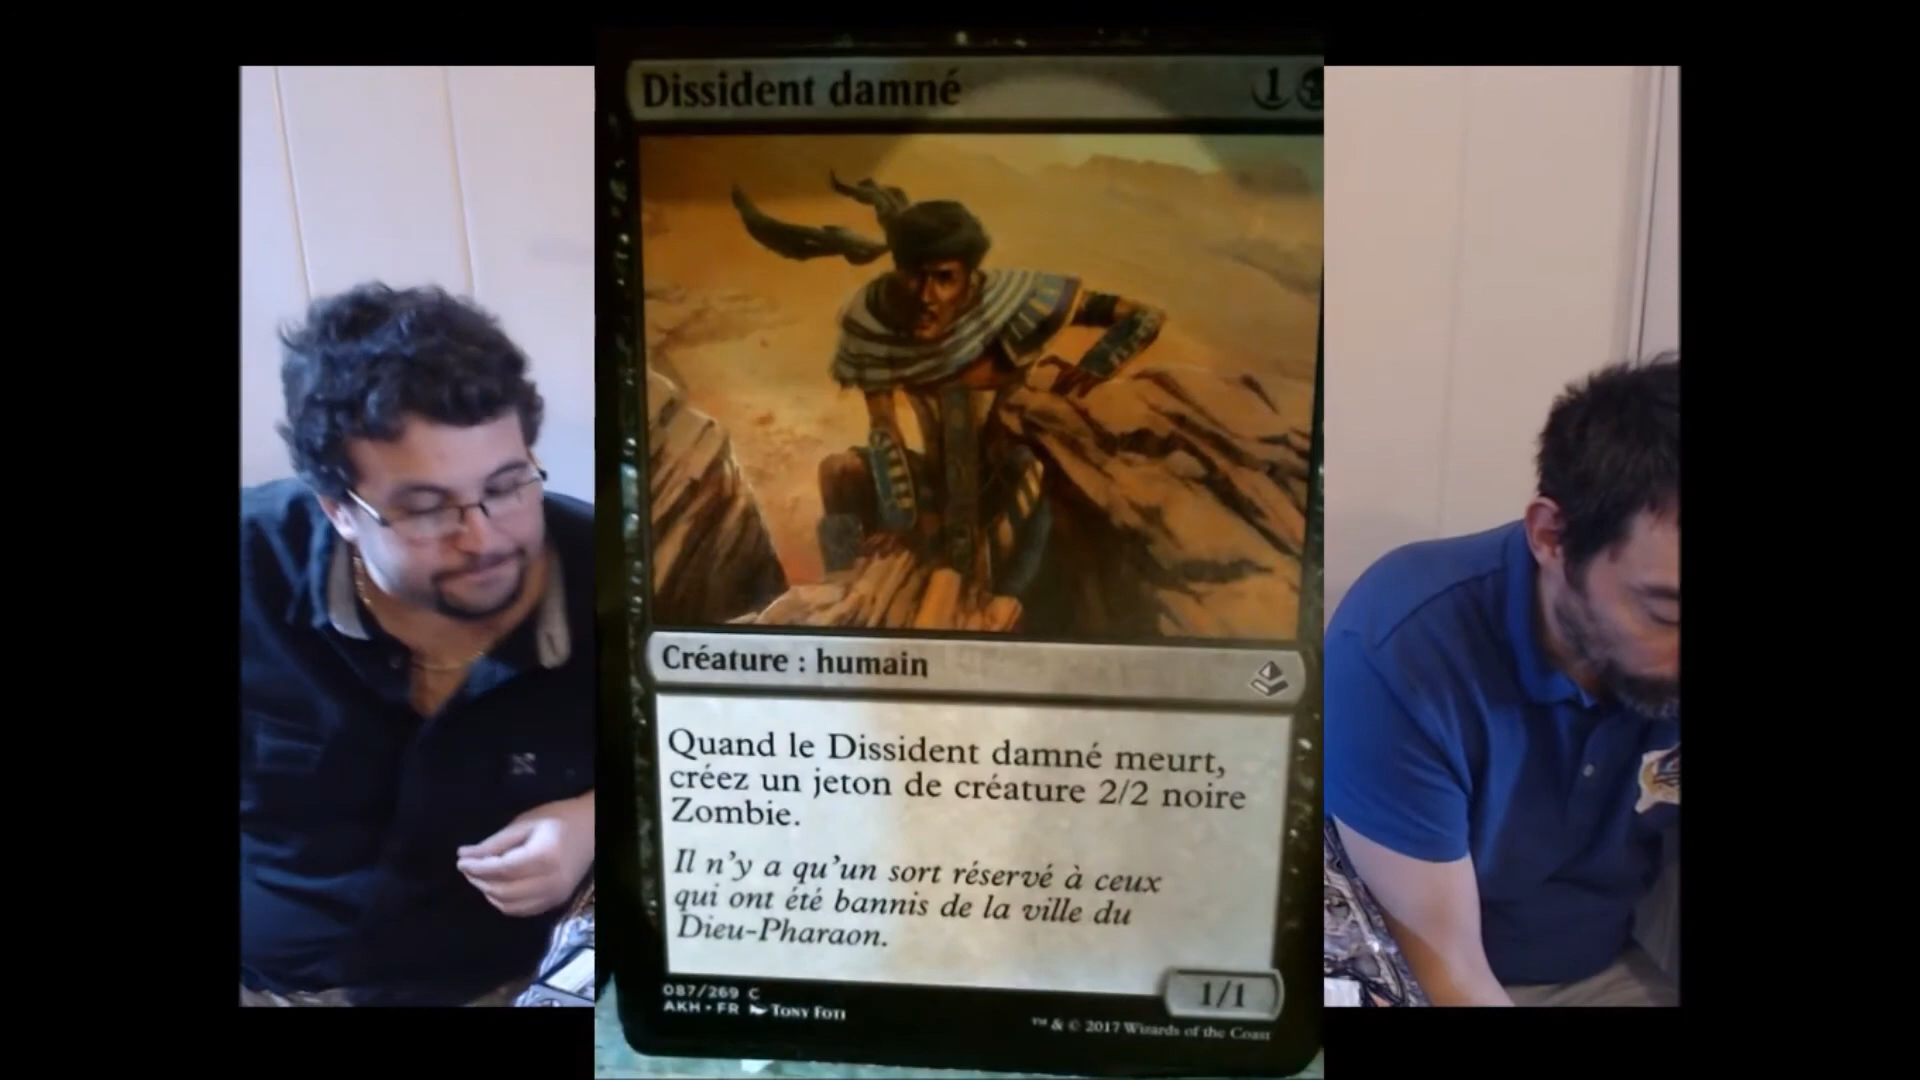 Dissident damné 1
Créature : humain
Quand le Dissident damné meurt,
créez un jeton de créature 2/2 noire
Zombie.
Il n'y a qu'un sort réservé à ceux
qui ont été bannis de la ville du
Dieu-Pharaon.
1/1
087/269 C
AKH • FR TONY FOTI
™ & © 2017 Wizards of the Coast